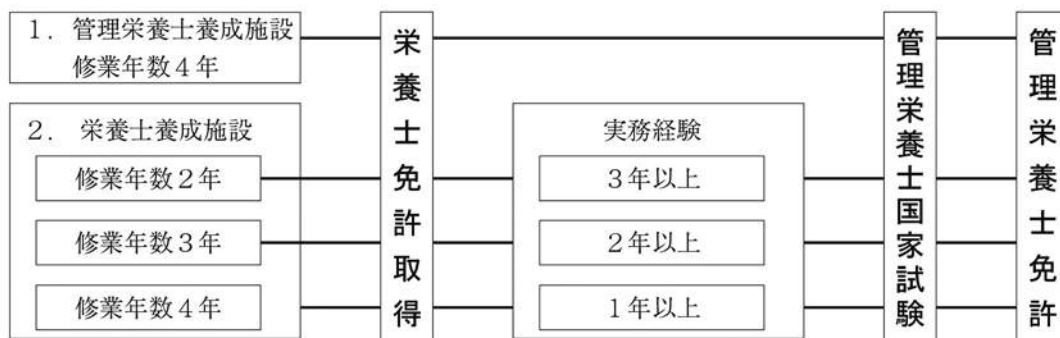 1. 管理栄養士養成施設
修業年数4年
2. 栄養士養成施設
修業年数2年
修業年数3年
修業年数4年
栄養士免許取得
実務経験
3年以上
2年以上
1年以上
管理栄養士国家試験
管理栄養士免許